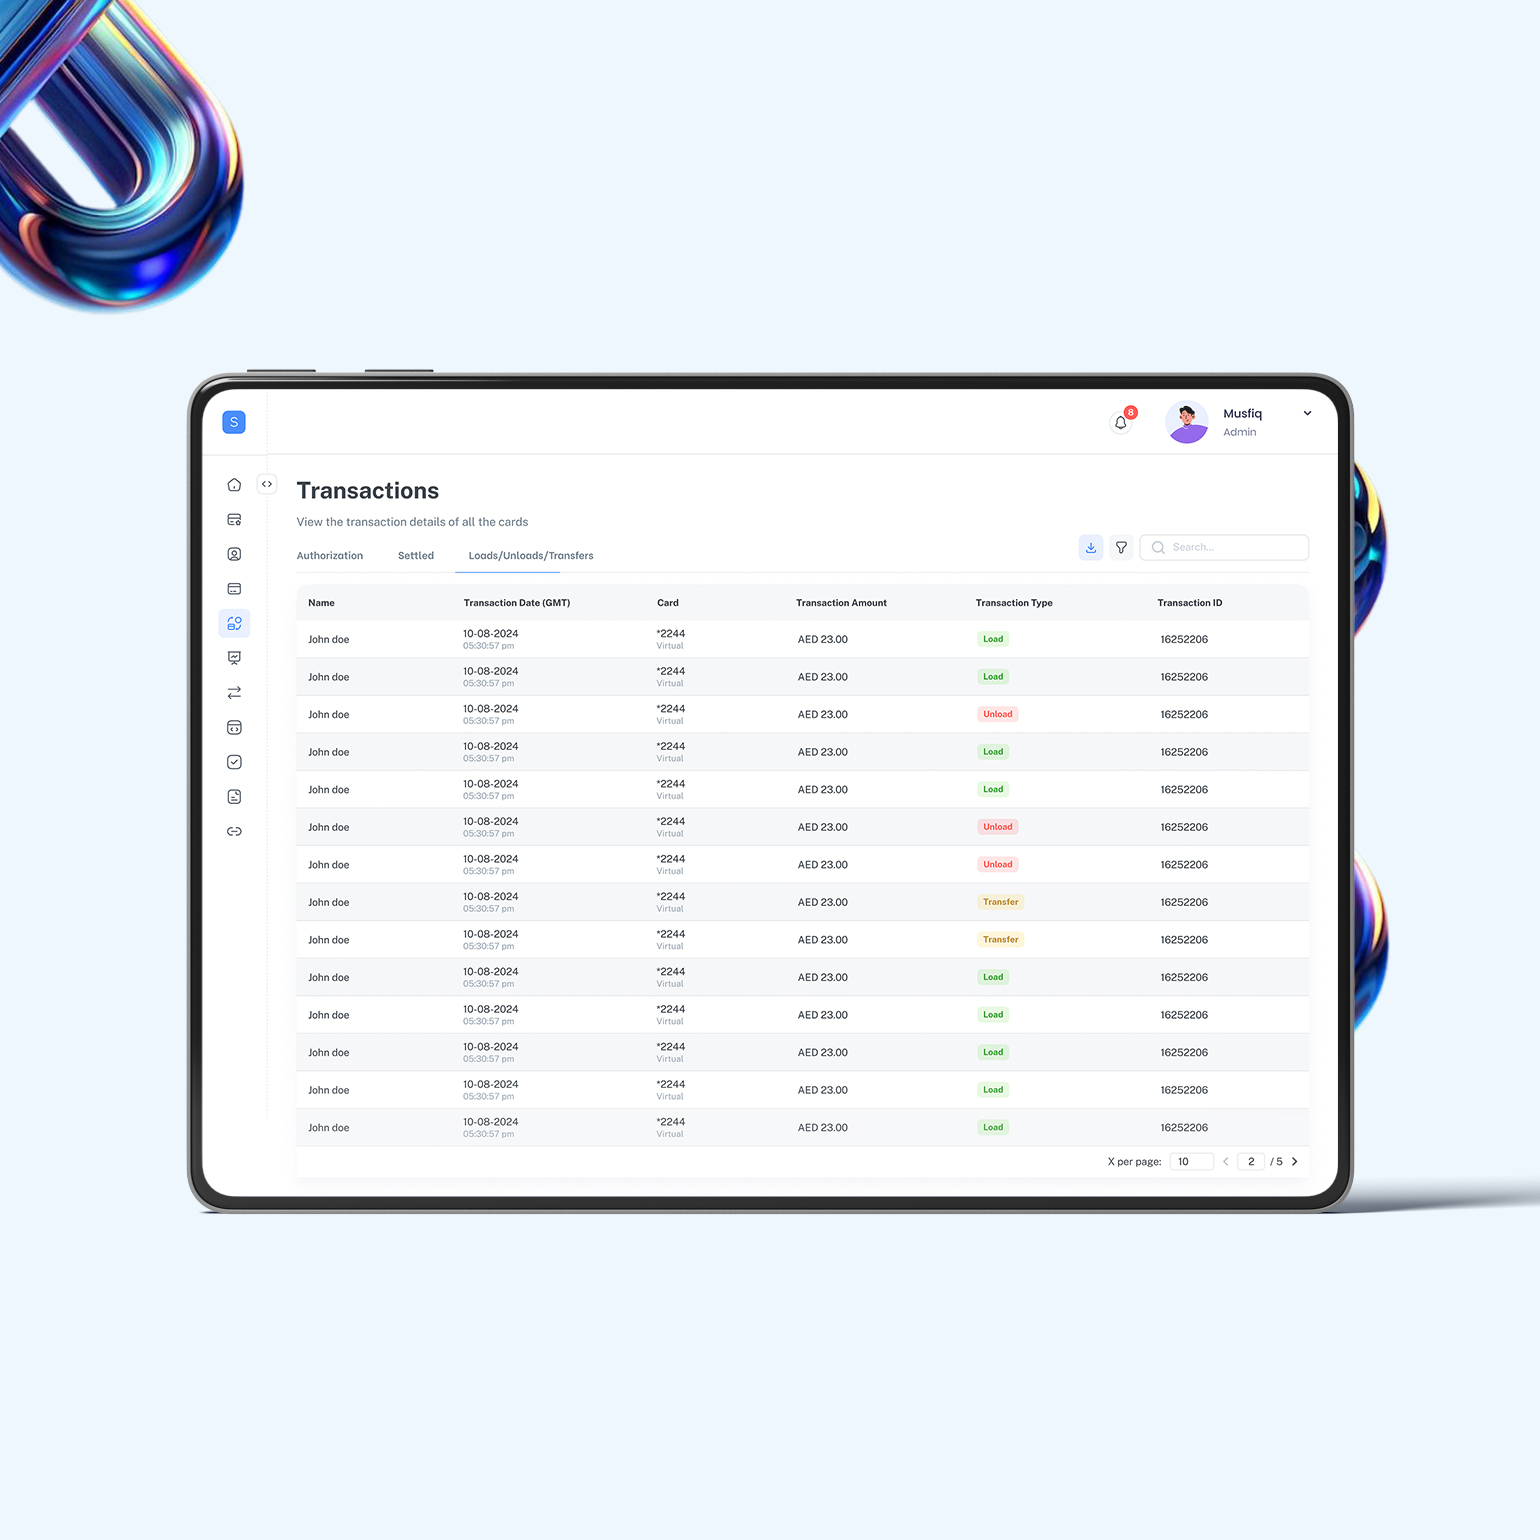 S
8
Musfiq
Admin
Transactions
View the transaction details of all the cards
Authorization Settled Loads/Unloads/Transfers
Search...
Name Transaction Date (GMT) Card Transaction Amount Transaction Type Transaction ID
John doe 10-08-2024 *2244 AED 23.00 Load 16252206
05:30:57 pm Virtual
John doe 10-08-2024 *2244 AED 23.00 Load 16252206
05:30:57 pm Virtual
John doe 10-08-2024 *2244 AED 23.00 Unload 16252206
05:30:57 pm Virtual
John doe 10-08-2024 *2244 AED 23.00 Load 16252206
05:30:57 pm Virtual
John doe 10-08-2024 *2244 AED 23.00 Load 16252206
05:30:57 pm Virtual
John doe 10-08-2024 *2244 AED 23.00 Unload 16252206
05:30:57 pm Virtual
John doe 10-08-2024 *2244 AED 23.00 Unload 16252206
05:30:57 pm Virtual
John doe 10-08-2024 *2244 AED 23.00 Transfer 16252206
05:30:57 pm Virtual
John doe 10-08-2024 *2244 AED 23.00 Transfer 16252206
05:30:57 pm Virtual
John doe 10-08-2024 *2244 AED 23.00 Load 16252206
05:30:57 pm Virtual
John doe 10-08-2024 *2244 AED 23.00 Load 16252206
05:30:57 pm Virtual
John doe 10-08-2024 *2244 AED 23.00 Load 16252206
05:30:57 pm Virtual
John doe 10-08-2024 *2244 AED 23.00 Load 16252206
05:30:57 pm Virtual
John doe 10-08-2024 *2244 AED 23.00 Load 16252206
05:30:57 pm Virtual
X per page: 10 < 2 / 5 >